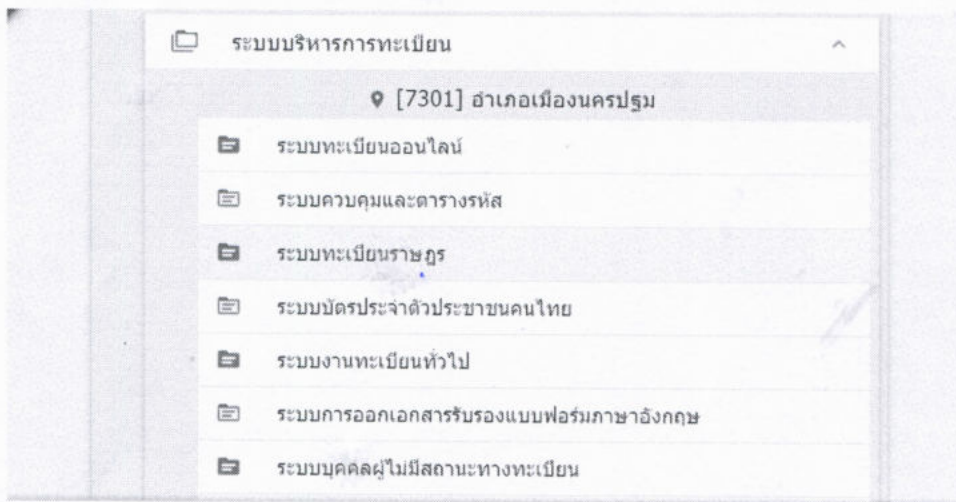 ระบบบริหารการทะเบียน
[7301] อำเภอเมืองนครปฐม
ระบบทะเบียนออนไลน์
ระบบควบคุมและตารางรหัส
ระบบทะเบียนราษฎร
ระบบบัตรประจำตัวประชาชนคนไทย
ระบบงานทะเบียนทั่วไป
ระบบการออกเอกสารรับรองแบบฟอร์มภาษาอังกฤษ
ระบบบุคคลผู้ไม่มีสถานะทางทะเบียน